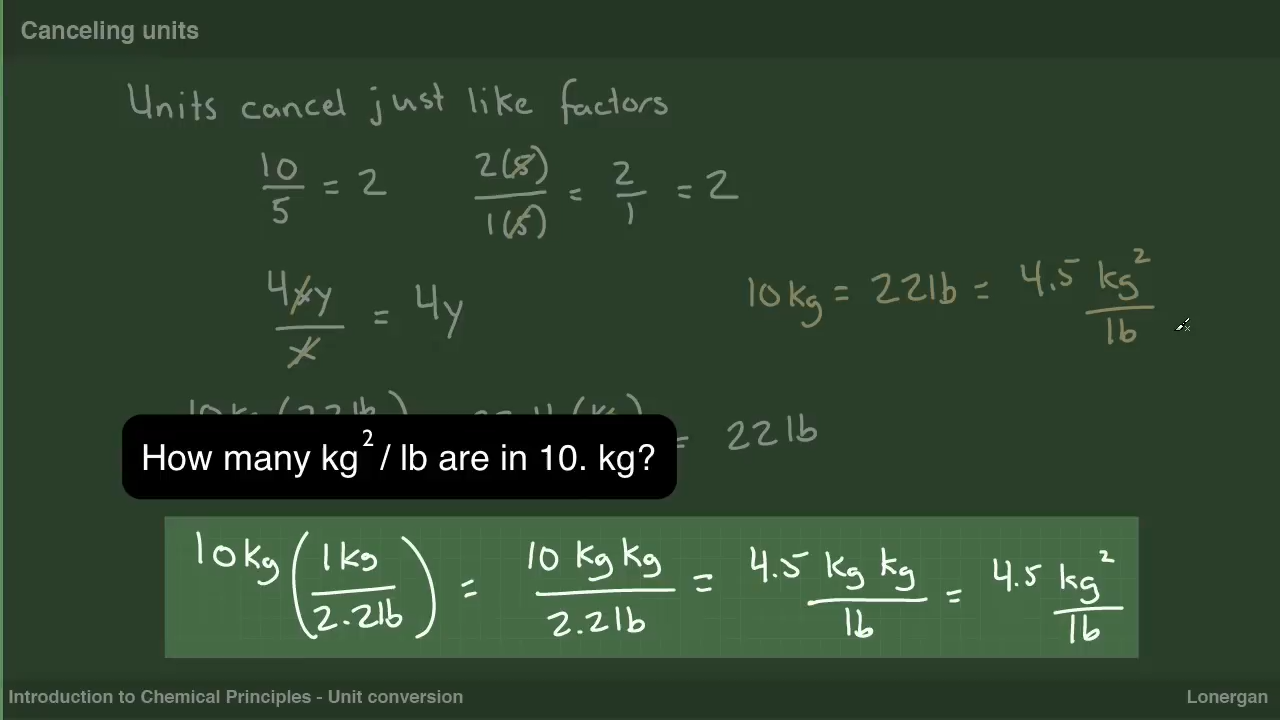 Canceling units
Units cancel just like factors
10/5 = 2 2(5)/1(5) = 2/1 = 2
4xy/x = 4y
10kg = 22lb = 4.5 kg²/lb
= 22lb
How many kg² / lb are in 10. kg?
10kg (1kg/2.2lb) = 10 kg kg/2.2lb = 4.5 kg kg/lb = 4.5 kg²/lb
Introduction to Chemical Principles - Unit conversion
Lonergan